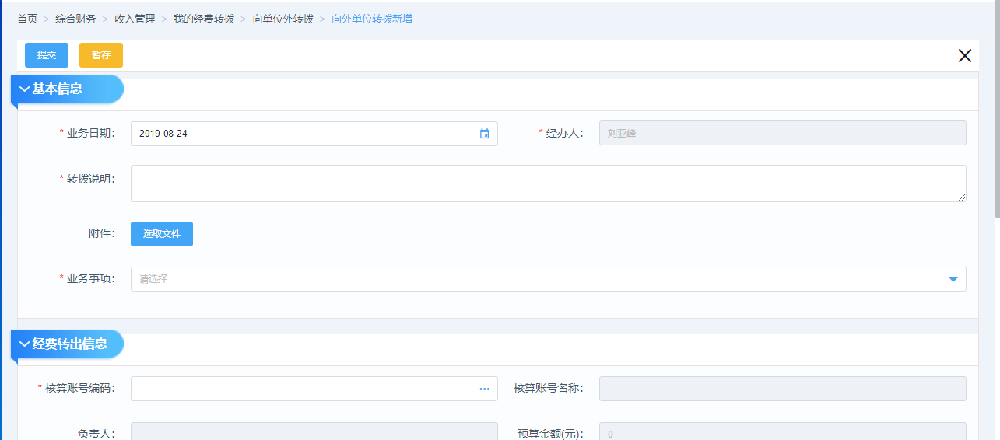 首页 > 综合财务 > 收入管理 > 我的经费转拨 > 向单位外转拨 > 向外单位转拨新增
提交 暂存
基本信息
* 业务日期： 2019-08-24 * 经办人： 刘亚峰
* 转拨说明：
附件： 选取文件
* 业务事项： 请选择
经费转出信息
* 核算账号编码： 核算账号名称：
负责人： 预算金额(元)： 0